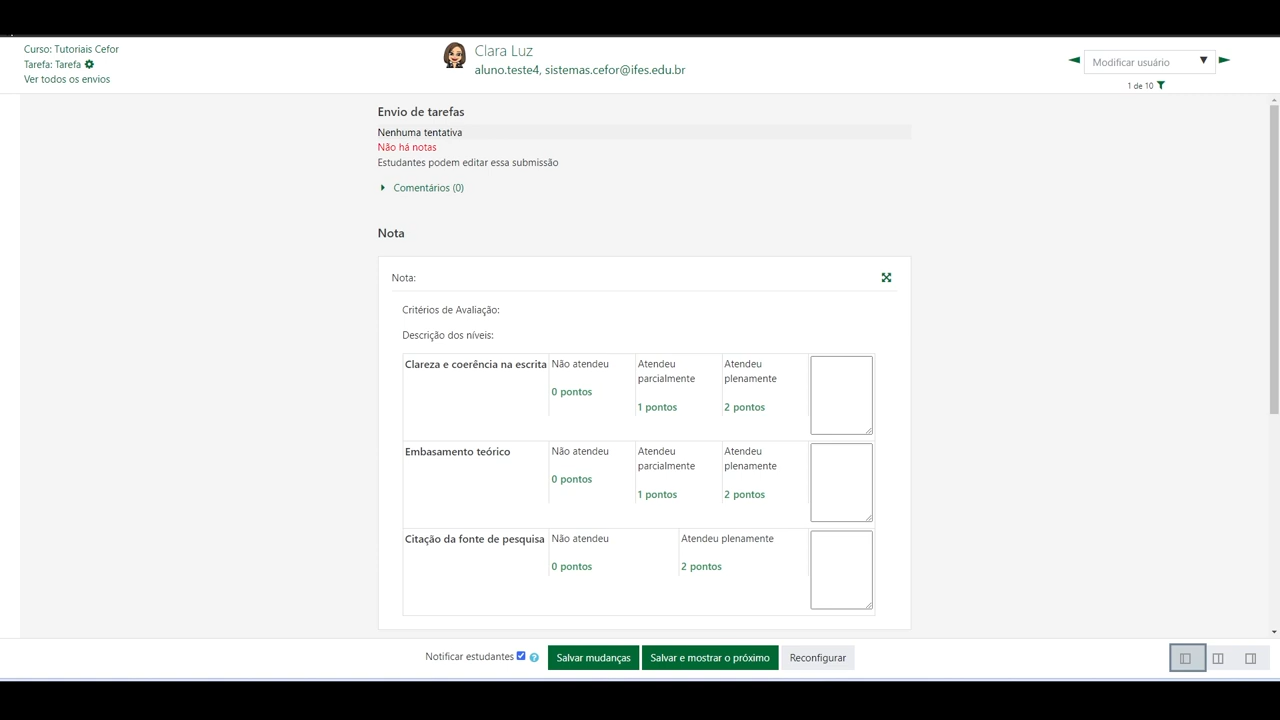 Curso: Tutoriais Cefor
Tarefa: Tarefa
Ver todos os envios
Clara Luz
aluno.teste4, sistemas.cefor@ifes.edu.br
Modificar usuário
1 de 10
Envio de tarefas
Nenhuma tentativa
Não há notas
Estudantes podem editar essa submissão
Comentários (0)
Nota
Nota:
Critérios de Avaliação:
Descrição dos níveis:
Clareza e coerência na escrita
Não atendeu
0 pontos
Atendeu
parcialmente
1 pontos
Atendeu
plenamente
2 pontos
Embasamento teórico
Não atendeu
0 pontos
Atendeu
parcialmente
1 pontos
Atendeu
plenamente
2 pontos
Citação da fonte de pesquisa
Não atendeu
0 pontos
Atendeu plenamente
2 pontos
Notificar estudantes
Salvar mudanças
Salvar e mostrar o próximo
Reconfigurar